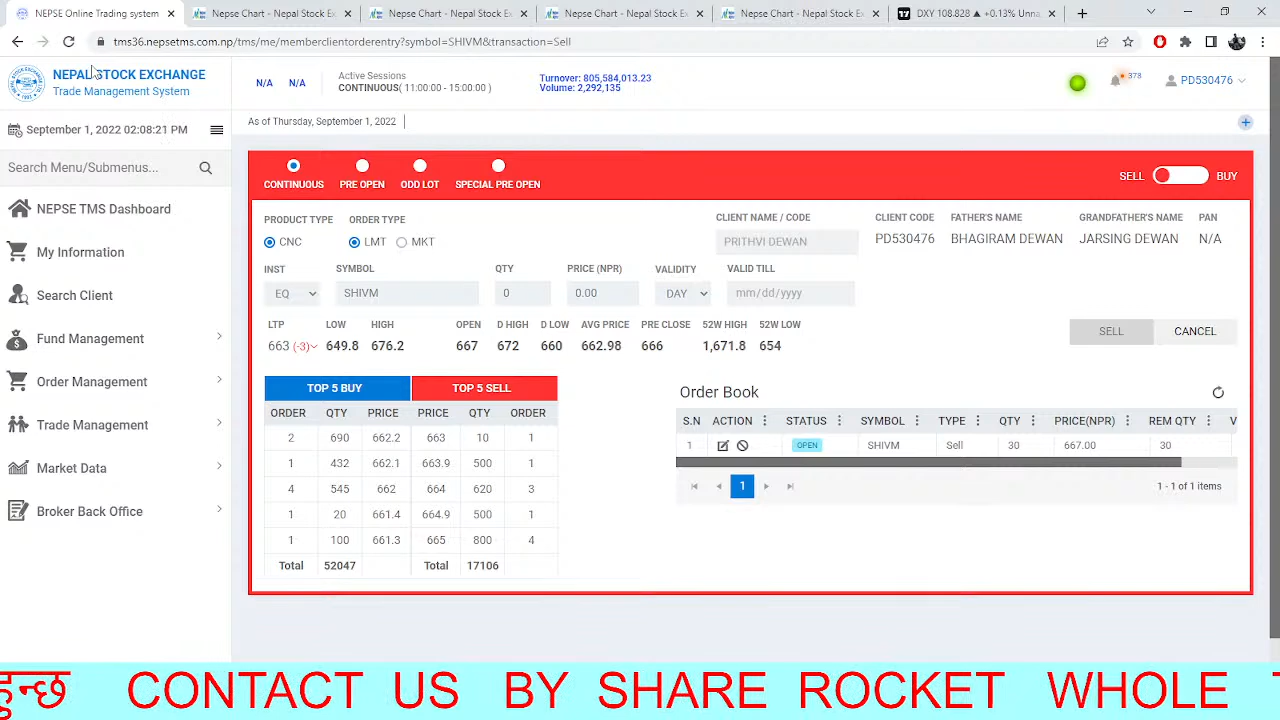 NEPSE Online Trading system
Nepse Chart - Nepal Stock Ex
Nepse Chart - Nepal Stock Ex
Nepse Chart - Nepal Stock Ex
Nepse Chart - Nepal Stock Ex
DXY 108.828 ▲ +0.13% Unna
tms36.nepsetms.com.np/tms/me/memberclientorderentry?symbol=SHIVM&transaction=Sell
NEPAL STOCK EXCHANGE
Trade Management System
N/A N/A
Active Sessions
CONTINUOUS( 11:00:00 - 15:00:00 )
Turnover: 805,584,013.23
Volume: 2,292,135
378
PD530476
September 1, 2022 02:08:21 PM
As of Thursday, September 1, 2022
Search Menu/Submenus...
NEPSE TMS Dashboard
My Information
Search Client
Fund Management
Order Management
Trade Management
Market Data
Broker Back Office
CONTINUOUS PRE OPEN ODD LOT SPECIAL PRE OPEN
SELL BUY
PRODUCT TYPE ORDER TYPE
CNC LMT MKT
CLIENT NAME / CODE CLIENT CODE FATHER'S NAME GRANDFATHER'S NAME PAN
PRITHVI DEWAN PD530476 BHAGIRAM DEWAN JARSING DEWAN N/A
INST SYMBOL QTY PRICE (NPR) VALIDITY VALID TILL
EQ SHIVM 0 0.00 DAY mm/dd/yyyy
LTP LOW HIGH OPEN D HIGH D LOW AVG PRICE PRE CLOSE 52W HIGH 52W LOW
663 (-3) 649.8 676.2 667 672 660 662.98 666 1,671.8 654
SELL CANCEL
TOP 5 BUY TOP 5 SELL
ORDER QTY PRICE PRICE QTY ORDER
2 690 662.2 663 10 1
1 432 662.1 663.9 500 1
4 545 662 664 620 3
1 20 661.4 664.9 500 1
1 100 661.3 665 800 4
Total 52047 Total 17106
Order Book
S.N ACTION STATUS SYMBOL TYPE QTY PRICE(NPR) REM QTY V
1 OPEN SHIVM Sell 30 667.00 30
1
1 - 1 of 1 items
हुन्छ CONTACT US BY SHARE ROCKET WHOLE T